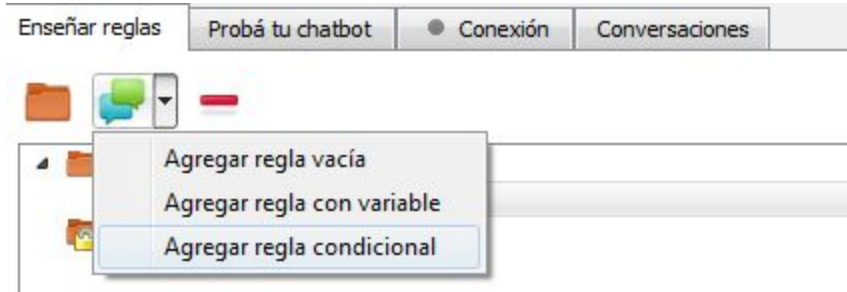 Enseñar reglas
Probá tu chatbot
Conexión
Conversaciones
Agregar regla vacía
Agregar regla con variable
Agregar regla condicional